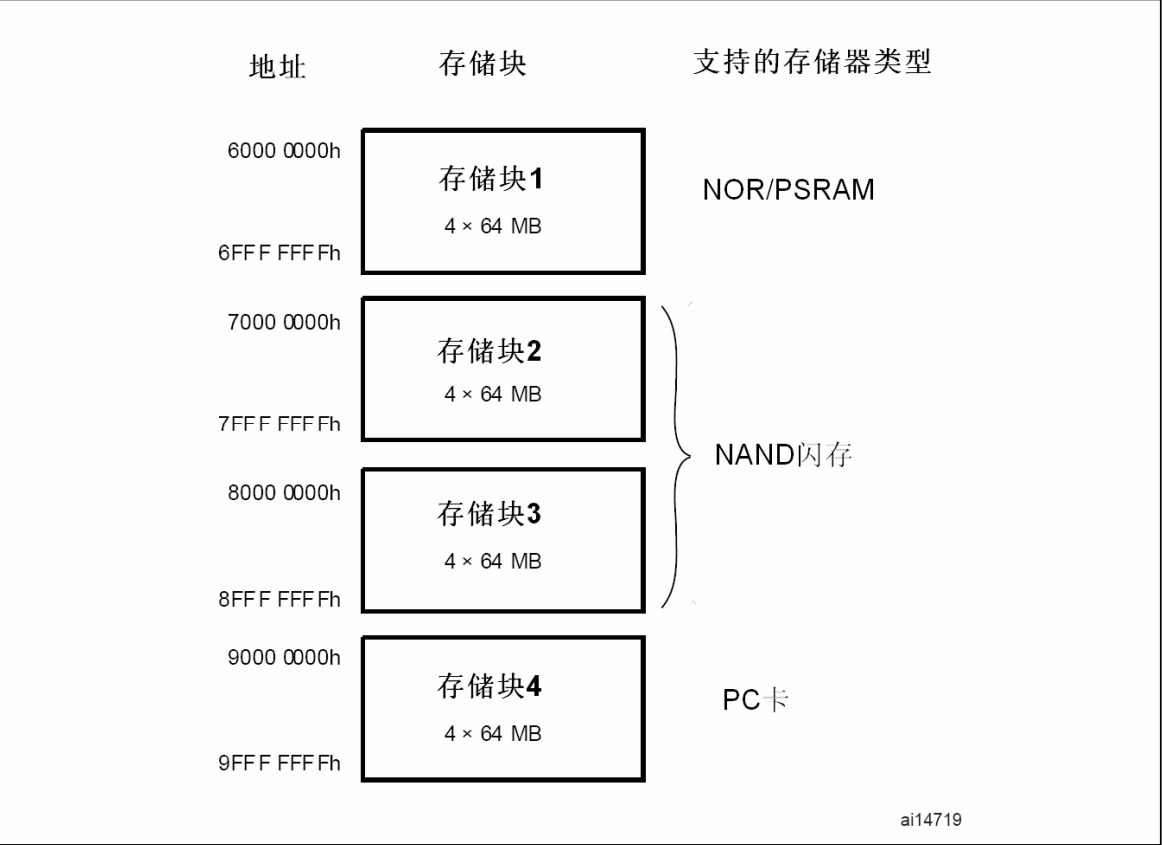 地址 存储块 支持的存储器类型
6000 0000h
存储块1
NOR/PSRAM
4 × 64 MB
6FFF FFFFh
7000 0000h
存储块2
4 × 64 MB
7FFF FFFFh
NAND闪存
8000 0000h
存储块3
4 × 64 MB
8FFF FFFFh
9000 0000h
存储块4
PC卡
4 × 64 MB
9FFF FFFFh
ai14719